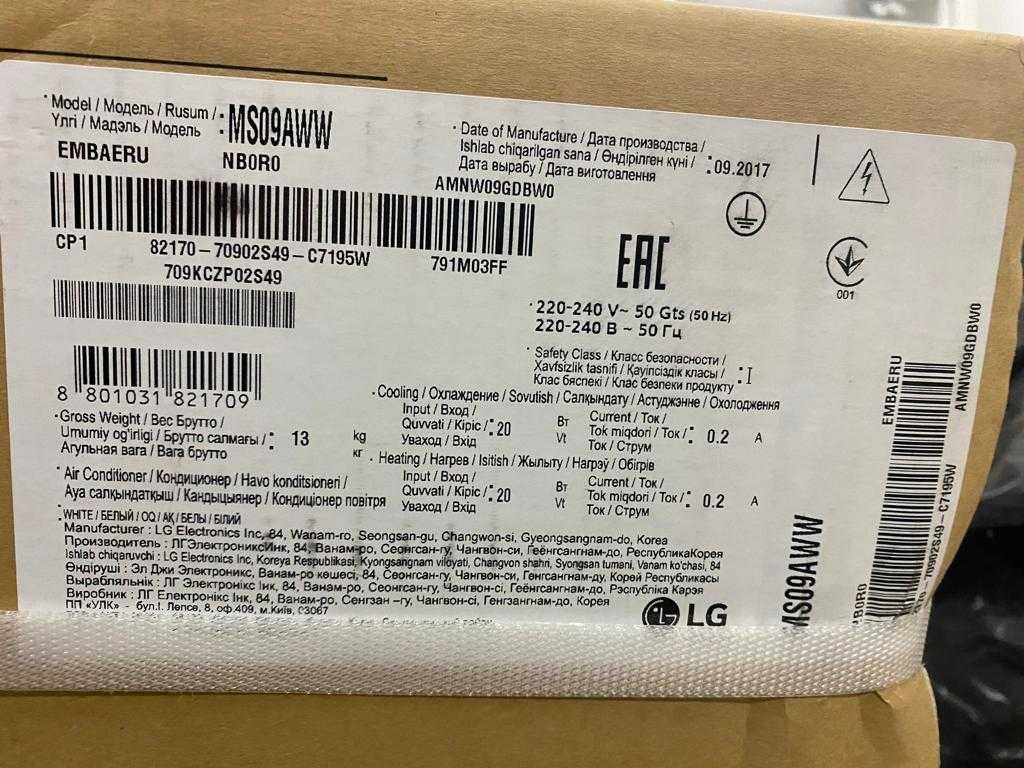 Model / Модель / Rusum /
Үлгі / Мадэль / Модель : MS09AWW
EMBAERU NB0R0
AMNW09GDBW0
CP1 82170-70902S49-C7195W 791M03FF
709KCZP02S49
8 801031 821709
Date of Manufacture / Дата производства /
Ishlab chiqarilgan sana / Өндірілген күні / : 09.2017
Дата вырабу / Дата виготовлення
EAC
001
220-240 V~ 50 Gts (50 Hz)
220-240 В ~ 50 Гц
Safety Class / Класс безопасности /
Xavfsizlik tasnifi / Қауіпсіздік класы / : I
Клас бяспекі / Клас безпеки продукту
Gross Weight / Вес Брутто /
Umumiy og'irligi / Брутто салмағы / : 13 kg
Агульная вага / Вага брутто кг
Cooling / Охлаждение / Sovutish / Салқындату / Астуджэнне / Охолодження
Input / Вход / Вт Current / Ток /
Quvvati / Кіріс / : 20 Tok miqdori / Ток / : 0.2 A
Уваход / Вхід Vt Ток / Струм
Heating / Нагрев / Isitish / Жылыту / Нагрэў / Обігрів
Input / Вход / Вт Current / Ток /
Quvvati / Кіріс / : 20 Tok miqdori / Ток / : 0.2 A
Уваход / Вхід Vt Ток / Струм
Air Conditioner / Кондиционер / Havo konditsioneri /
Ауа салқындатқыш / Кандыцыянер / Кондиціонер повітря
: WHITE / БЕЛЫЙ / OQ / АҚ / БЕЛЫ / БІЛИЙ
Manufacturer : LG Electronics Inc, 84, Wanam-ro, Seongsan-gu, Changwon-si, Gyeongsangnam-do, Korea
Производитель : ЛГЭлектрониксИнк, 84, Ванам-ро, Сеонгсан-гу, Чангвон-си, Геёнгсангнам-до, РеспубликаКорея
Ishlab chiqaruvchi : LG Electronics Inc, Koreya Respublikasi, Kyongsangnam viloyati, Changvon shahri, Syongsan tumani, Vanam ko'chasi, 84
Өндіруші : Эл Джи Электроникс, Ванам-ро көшесі, 84, Сеонгсан-гу, Чангвон-си, Генгсангнам-до, Корей Республикасы
Вырабляльнік : ЛГ Электронікс Інк, 84, Ванам-ро, Сеонгсан-гу, Чангвон-сі, Геёнгсангнам-до, Рэспубліка Карэя
Виробник : ЛГ Електронікс Інк, 84, Ванам-ро, Сенгзан-гу, Чангвон-сі, Генгзангнам-до, Корея
ПП «УЛК» - бул.І. Лепсе, 8, оф.409, м.Київ,
LG
MS09AWW
EMBAERU
NB0R0
-70902S49-C7195W
AMNW09GDBW0